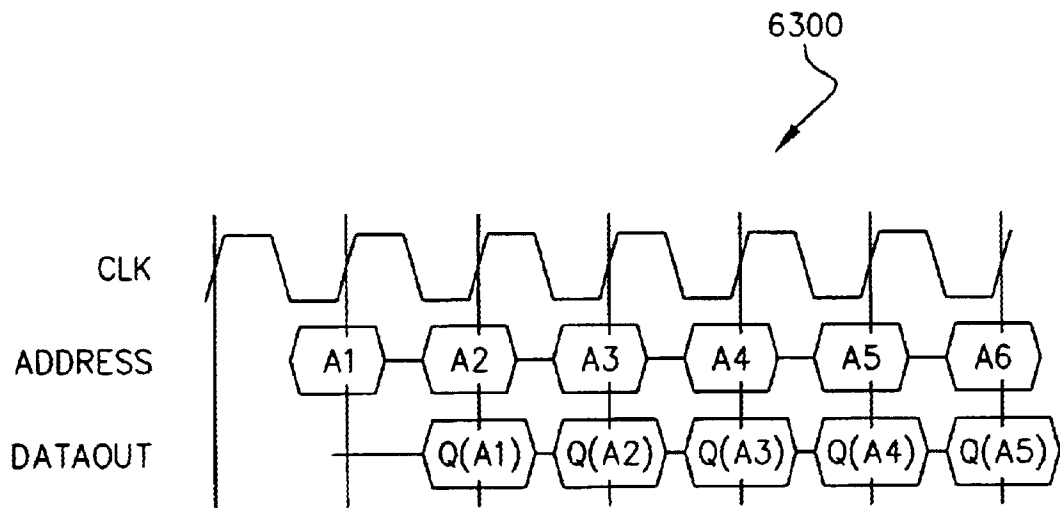 6300
CLK
ADDRESS A1 A2 A3 A4 A5 A6
DATAOUT Q(A1) Q(A2) Q(A3) Q(A4) Q(A5)